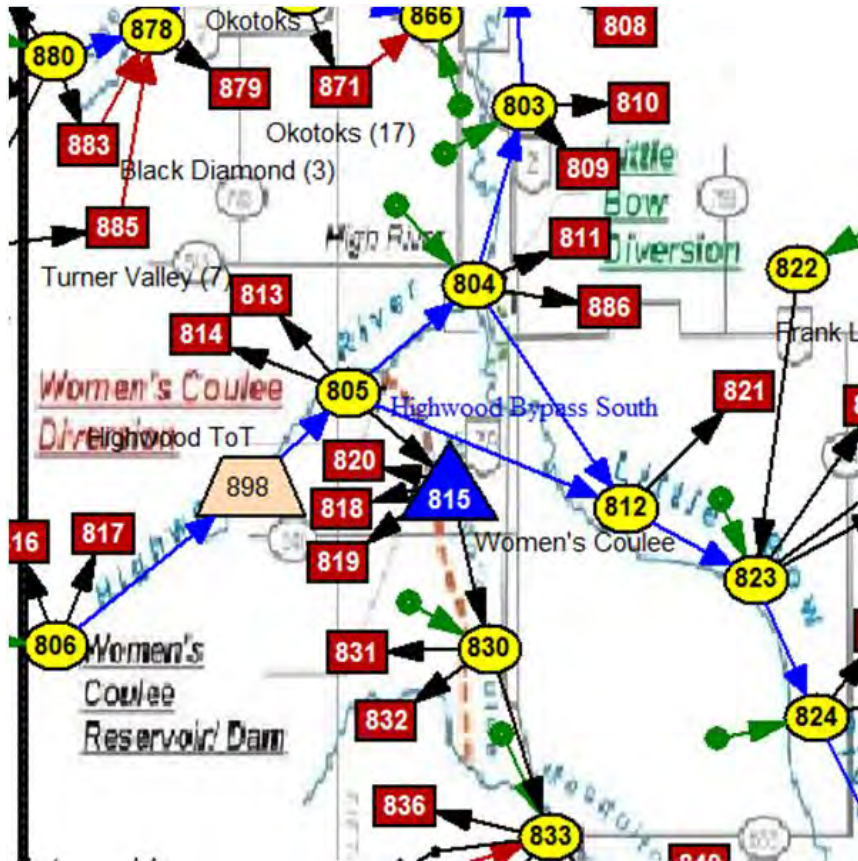 880
878
Okotoks
866
808
879
871
803
810
883
Okotoks (17)
809
Little
Black Diamond (3)
Bow
885
811
Diversion
High River
822
Turner Valley (7)
813
804
886
814
River
Frank L
Women's Coulee
805
Highwood Bypass South
821
Diversion
Highwood ToT
820
Little
898
818
815
812
817
Women's Coulee
819
823
Bow
806
831
830
Women's
Coulee
832
824
Reservoir/ Dam
836
833